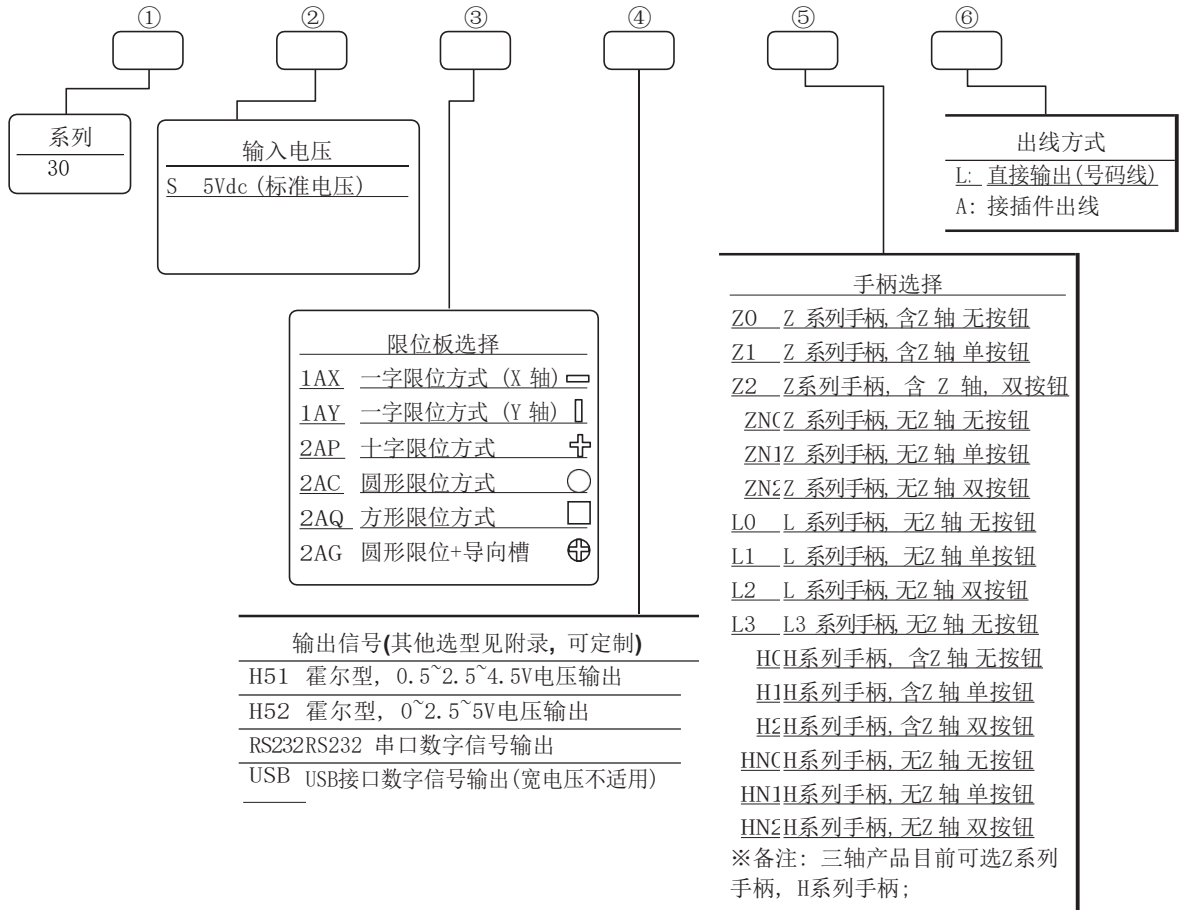 ① ② ③ ④ ⑤ ⑥
系列
30
输入电压
S 5Vdc(标准电压)
限位板选择
1AX 一字限位方式 (X 轴)
1AY 一字限位方式 (Y 轴)
2AP 十字限位方式
2AC 圆形限位方式
2AQ 方形限位方式
2AG 圆形限位+导向槽
输出信号(其他选型见附录, 可定制)
H51 霍尔型, 0.5~2.5~4.5V电压输出
H52 霍尔型, 0~2.5~5V电压输出
RS232RS232 串口数字信号输出
USB USB接口数字信号输出(宽电压不适用)
手柄选择
Z0 Z 系列手柄, 含Z 轴 无按钮
Z1 Z 系列手柄, 含Z 轴 单按钮
Z2 Z系列手柄, 含 Z 轴, 双按钮
ZN0Z 系列手柄, 无Z 轴 无按钮
ZN1Z 系列手柄, 无Z 轴 单按钮
ZN2Z 系列手柄, 无Z 轴 双按钮
L0 L 系列手柄, 无Z 轴 无按钮
L1 L 系列手柄, 无Z 轴 单按钮
L2 L 系列手柄, 无Z 轴 双按钮
L3 L3 系列手柄, 无Z 轴 无按钮
H0H系列手柄, 含Z 轴 无按钮
H1H系列手柄, 含Z 轴 单按钮
H2H系列手柄, 含Z 轴 双按钮
HN0H系列手柄, 无Z 轴 无按钮
HN1H系列手柄, 无Z 轴 单按钮
HN2H系列手柄, 无Z 轴 双按钮
※备注: 三轴产品目前可选Z系列
手柄, H系列手柄;
出线方式
L: 直接输出(号码线)
A: 接插件出线